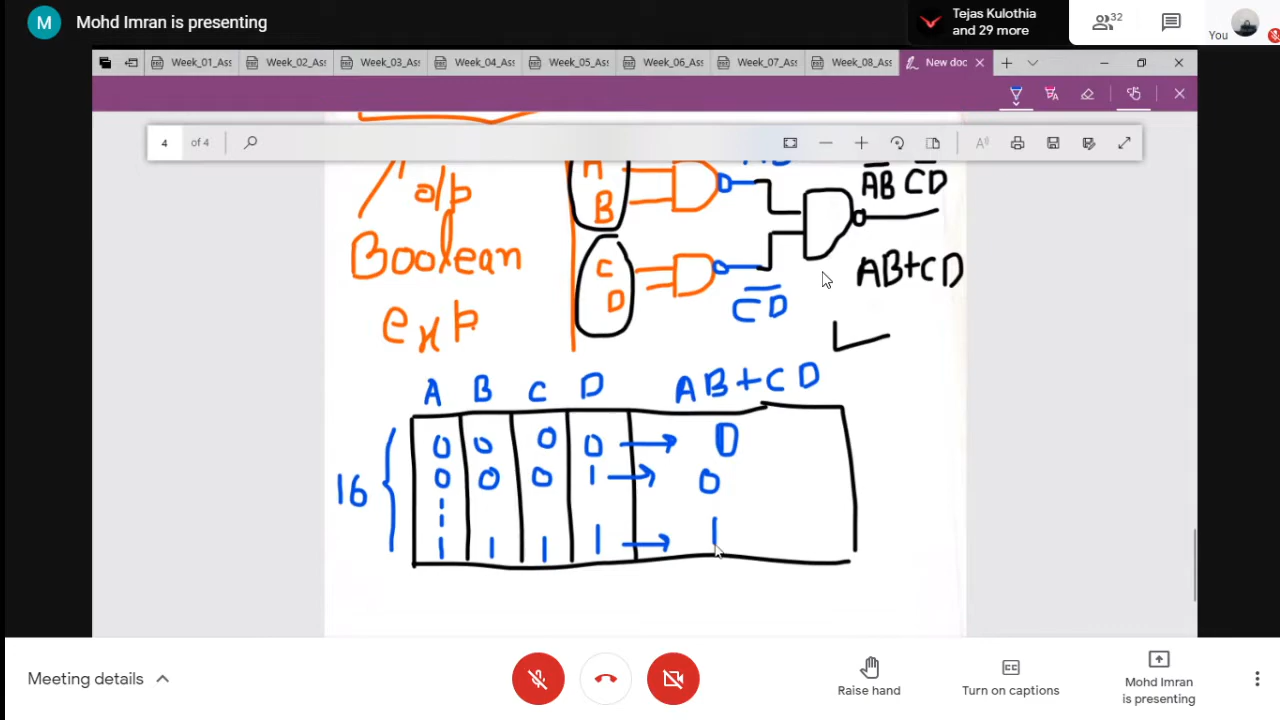 M Mohd Imran is presenting
Tejas Kulothia
and 29 more
32
You
Week_01_Ass Week_02_Ass Week_03_Ass Week_04_Ass Week_05_Ass Week_06_Ass Week_07_Ass Week_08_Ass New doc
4 of 4
A
B
o/p
Boolean
exp
C
D
C̅D̅
A̅B̅ C̅D̅
AB+CD
A B C D AB+CD
16
0 0 0 0 → 0
0 0 0 1 → 0
1 1 1 1 → 1
Meeting details
Raise hand
Turn on captions
Mohd Imran
is presenting